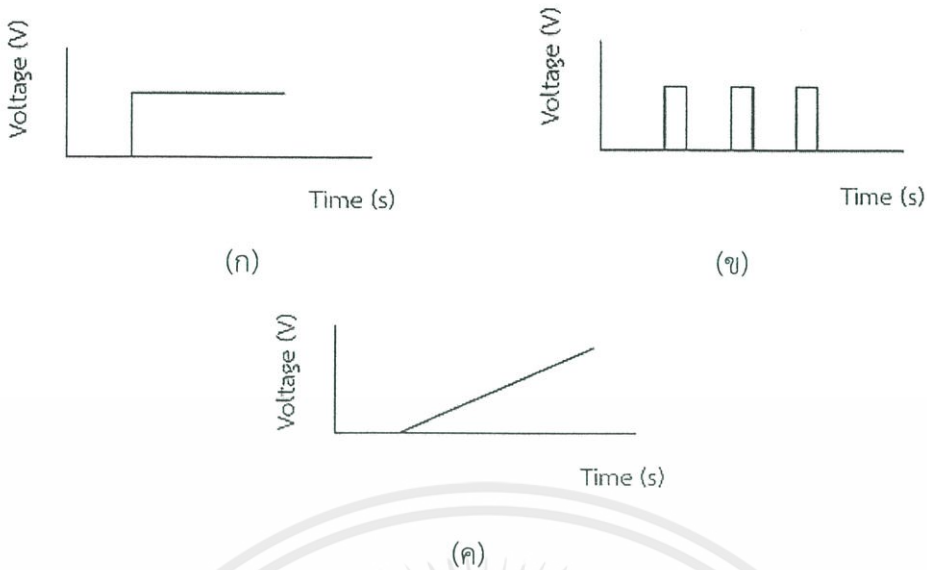 Voltage (V)
Time (s)
(ก)
Voltage (V)
Time (s)
(ข)
Voltage (V)
Time (s)
(ค)